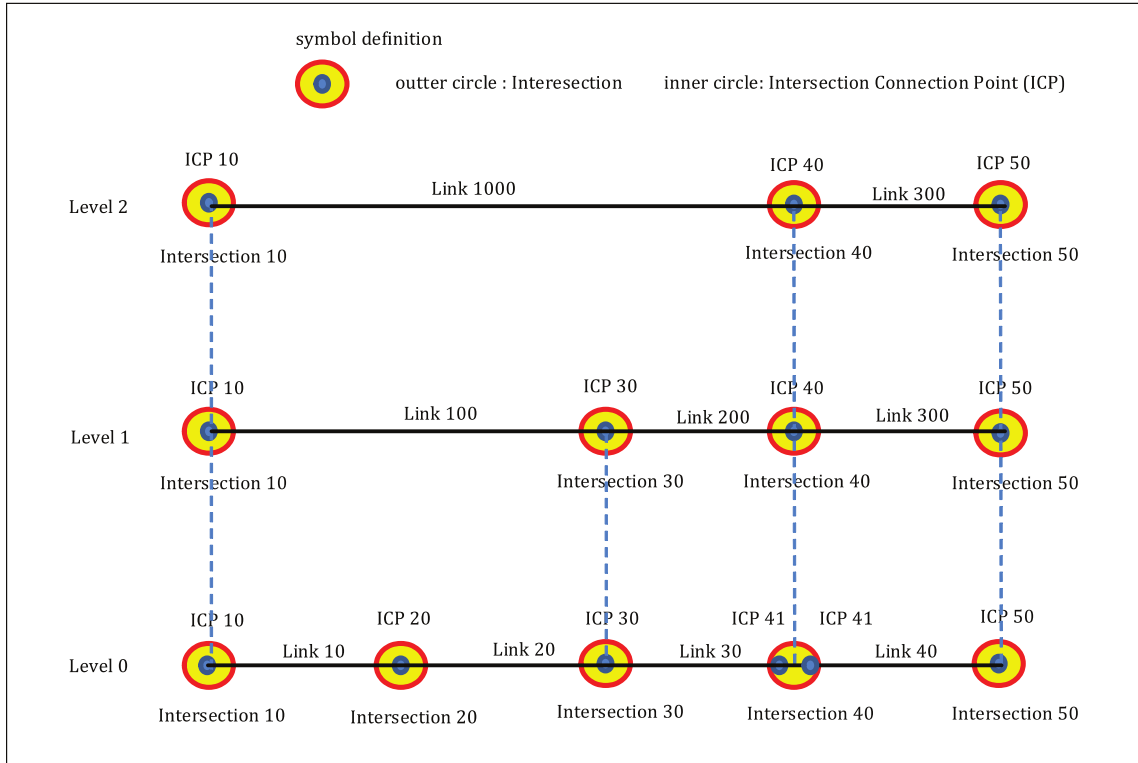 symbol definition
outter circle : Interesection inner circle: Intersection Connection Point (ICP)
ICP 10 ICP 40 ICP 50
Link 1000 Link 300
Level 2
Intersection 10 Intersection 40 Intersection 50
ICP 10 ICP 30 ICP 40 ICP 50
Link 100 Link 200 Link 300
Level 1
Intersection 10 Intersection 30 Intersection 40 Intersection 50
ICP 10 ICP 20 ICP 30 ICP 41 ICP 41 ICP 50
Link 10 Link 20 Link 30 Link 40
Level 0
Intersection 10 Intersection 20 Intersection 30 Intersection 40 Intersection 50